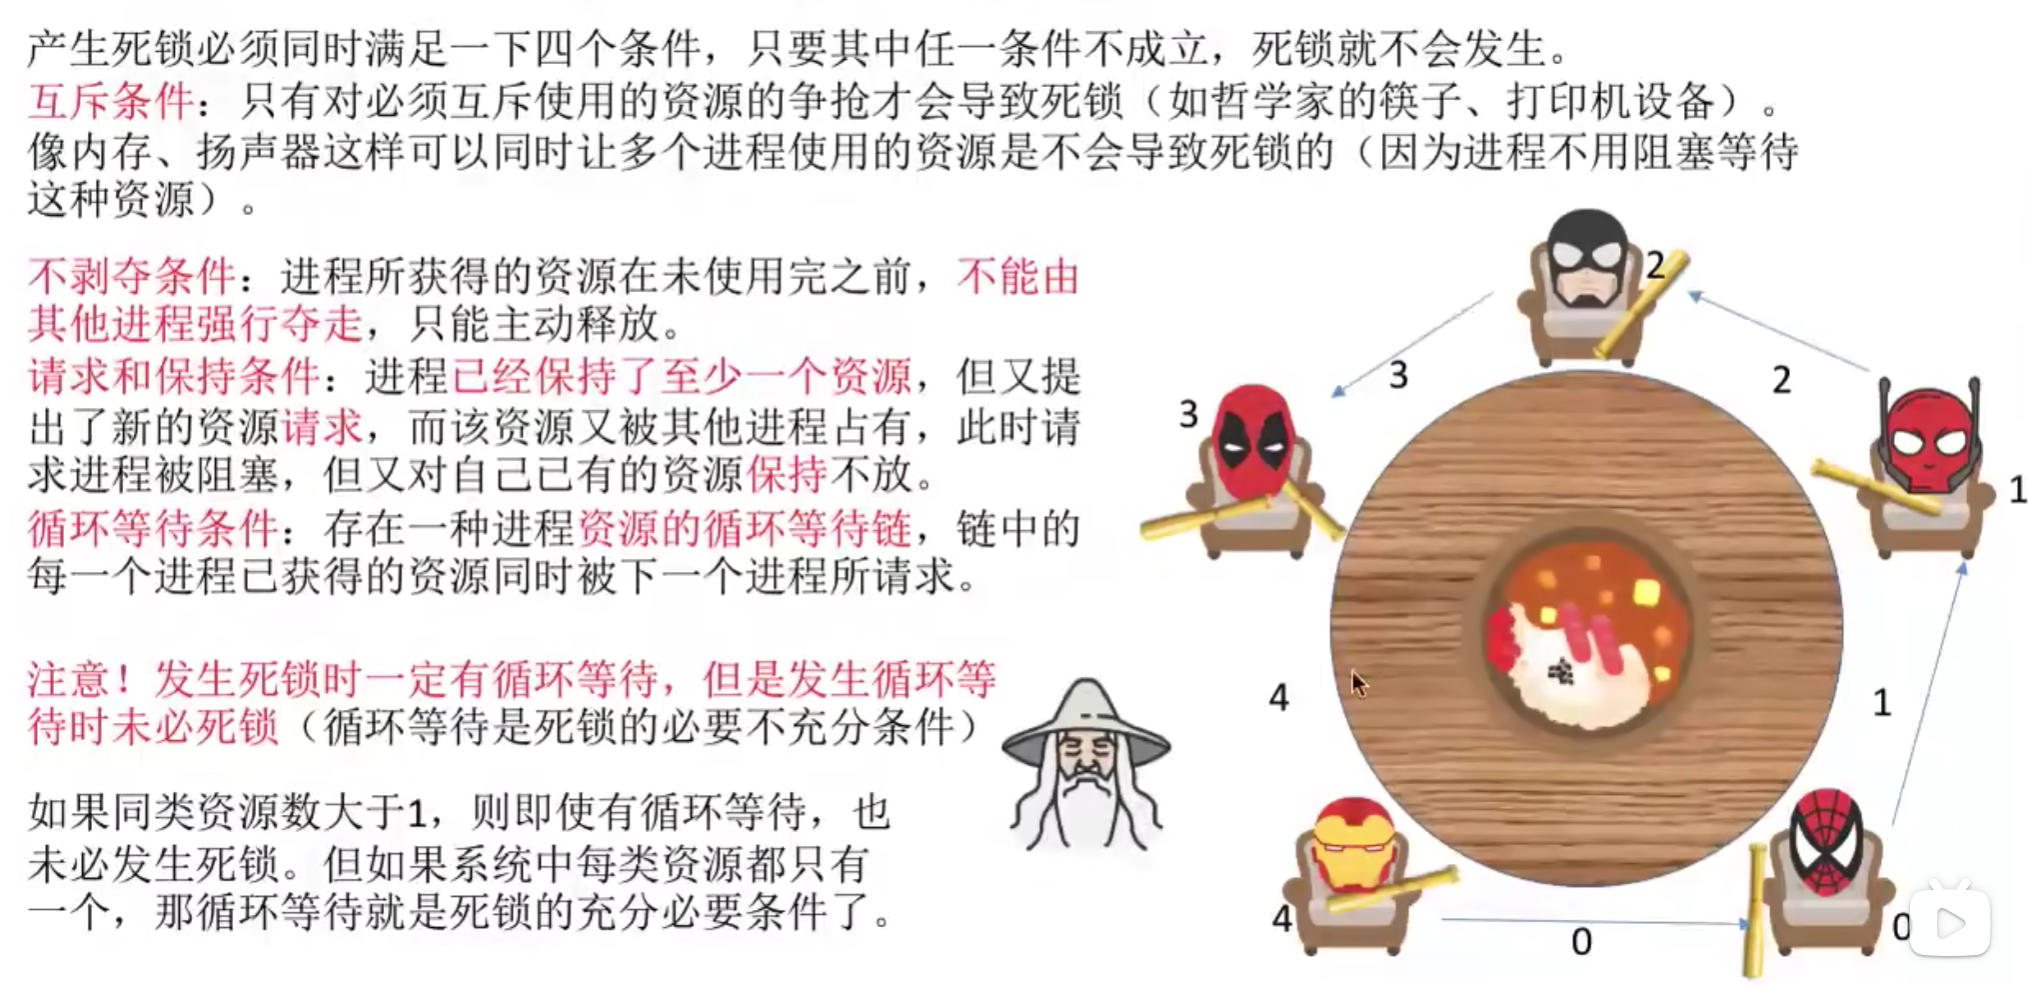 产生死锁必须同时满足一下四个条件，只要其中任一条件不成立，死锁就不会发生。
互斥条件：只有对必须互斥使用的资源的争抢才会导致死锁（如哲学家的筷子、打印机设备）。
像内存、扬声器这样可以同时让多个进程使用的资源是不会导致死锁的（因为进程不用阻塞等待
这种资源）。
不剥夺条件：进程所获得的资源在未使用完之前，不能由
其他进程强行夺走，只能主动释放。
请求和保持条件：进程已经保持了至少一个资源，但又提
出了新的资源请求，而该资源又被其他进程占有，此时请
求进程被阻塞，但又对自己已有的资源保持不放。
循环等待条件：存在一种进程资源的循环等待链，链中的
每一个进程已获得的资源同时被下一个进程所请求。
注意！发生死锁时一定有循环等待，但是发生循环等
待时未必死锁（循环等待是死锁的必要不充分条件）
如果同类资源数大于1，则即使有循环等待，也
未必发生死锁。但如果系统中每类资源都只有
一个，那循环等待就是死锁的充分必要条件了。
2
3
2
3
1
4
1
4
0
0